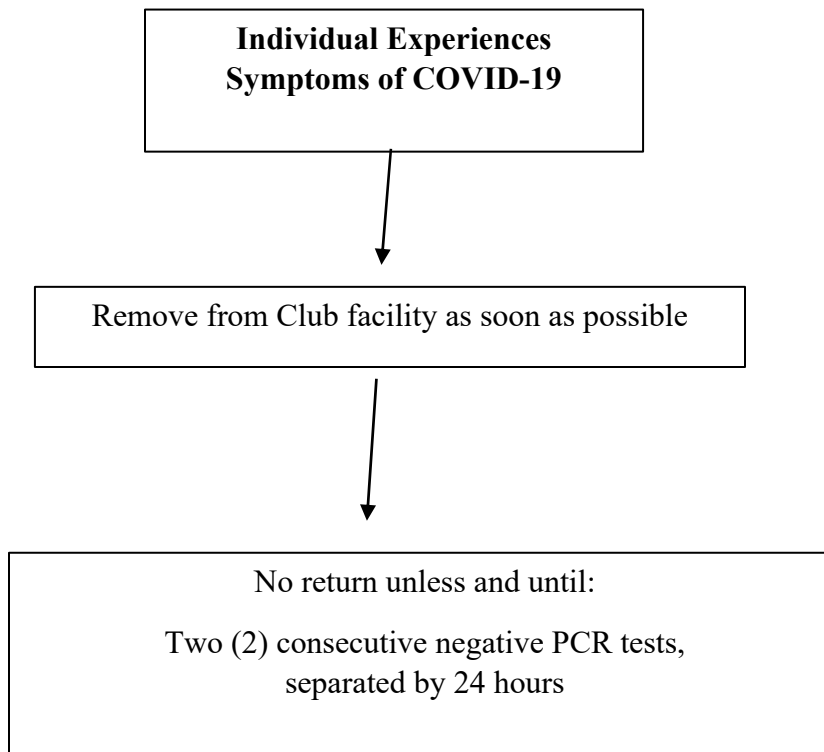 Individual Experiences
Symptoms of COVID-19
Remove from Club facility as soon as possible
No return unless and until:
Two (2) consecutive negative PCR tests,
separated by 24 hours